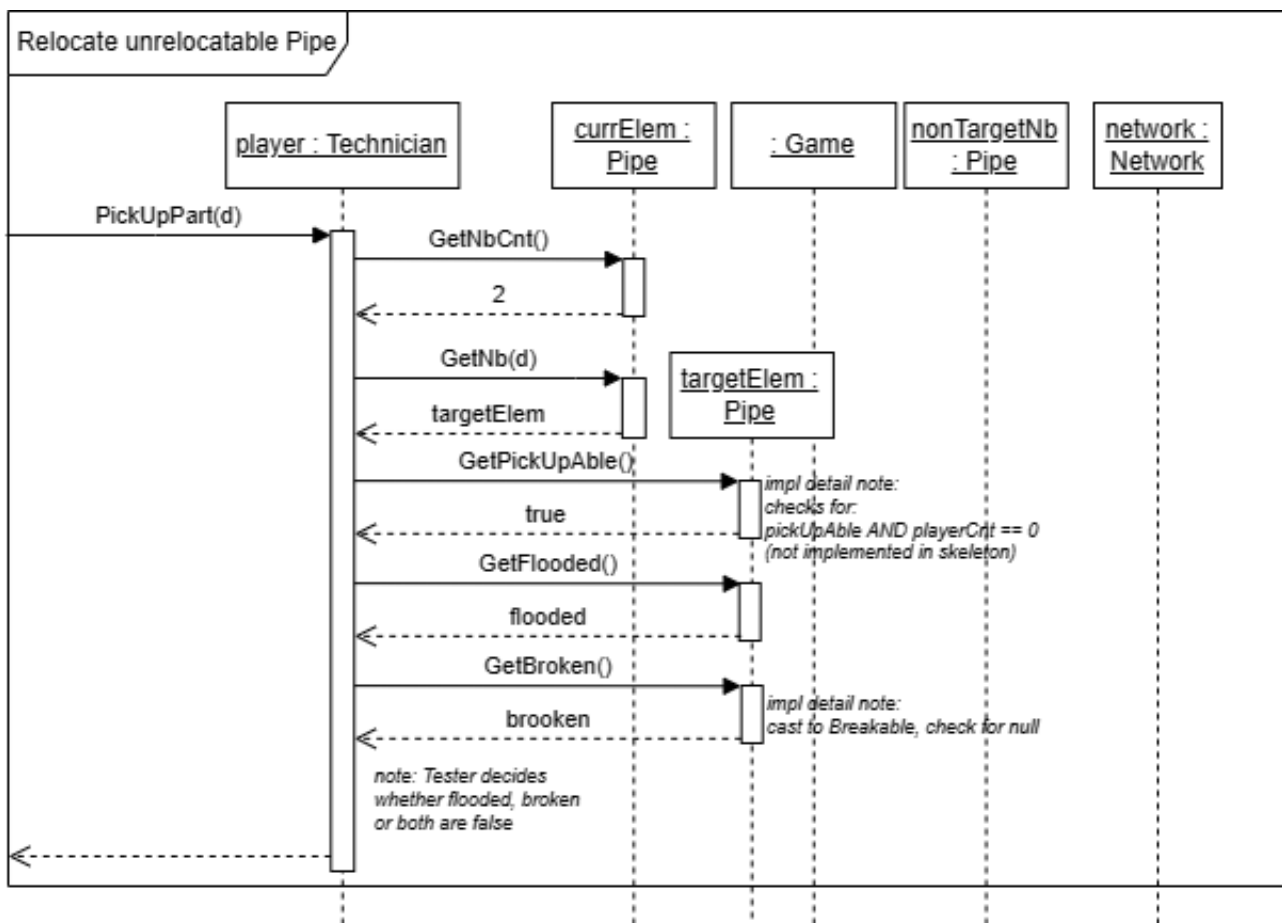 Relocate unrelocatable Pipe
player : Technician
currElem :
Pipe
: Game
nonTargetNb
: Pipe
network :
Network
PickUpPart(d)
GetNbCnt()
2
GetNb(d)
targetElem :
Pipe
targetElem
GetPickUpAble()
impl detail note:
checks for:
pickUpAble AND playerCnt == 0
(not implemented in skeleton)
true
GetFlooded()
flooded
GetBroken()
impl detail note:
cast to Breakable, check for null
brooken
note: Tester decides
whether flooded, broken
or both are false